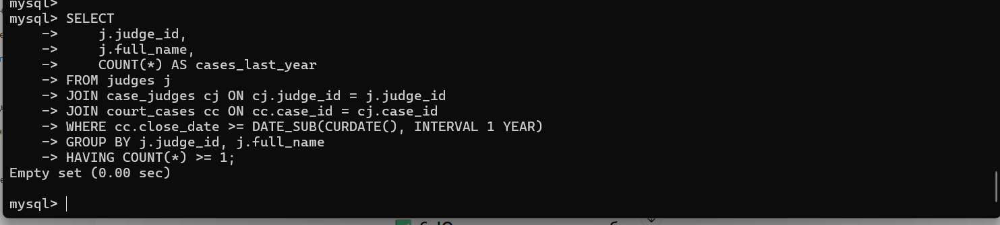 mysql>
mysql> SELECT
    ->     j.judge_id,
    ->     j.full_name,
    ->     COUNT(*) AS cases_last_year
    -> FROM judges j
    -> JOIN case_judges cj ON cj.judge_id = j.judge_id
    -> JOIN court_cases cc ON cc.case_id = cj.case_id
    -> WHERE cc.close_date >= DATE_SUB(CURDATE(), INTERVAL 1 YEAR)
    -> GROUP BY j.judge_id, j.full_name
    -> HAVING COUNT(*) >= 1;
Empty set (0.00 sec)
mysql>